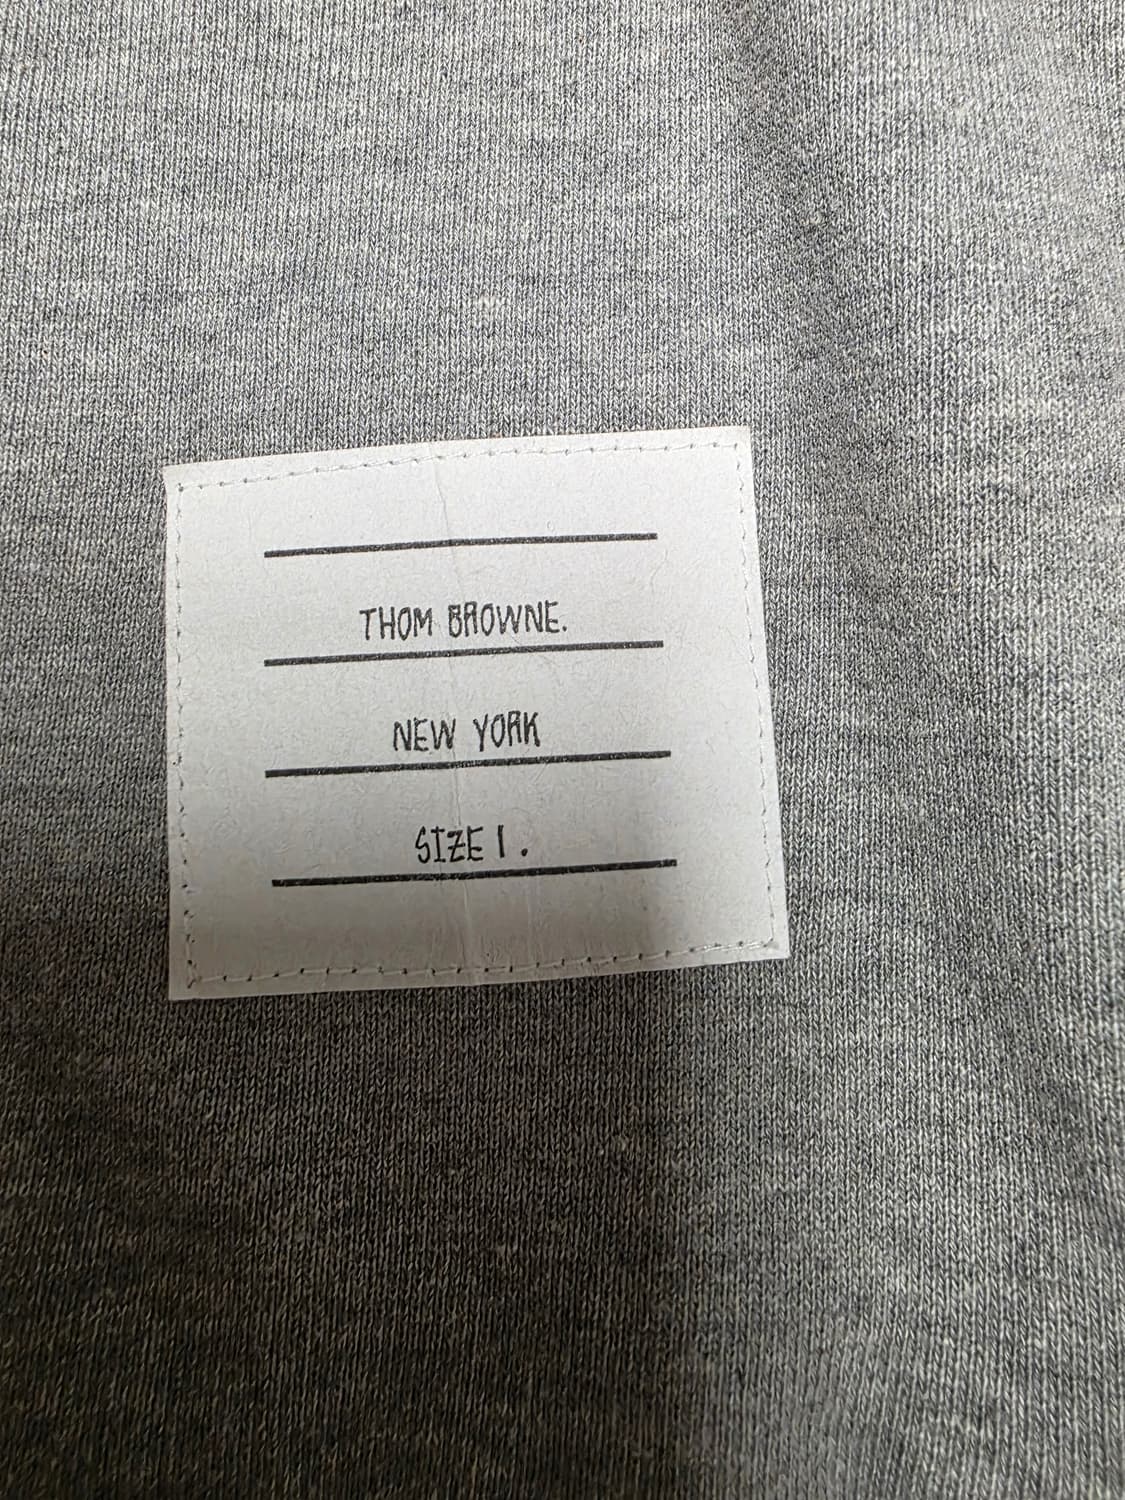 THOM BROWNE.
NEW YORK
SIZE 1.